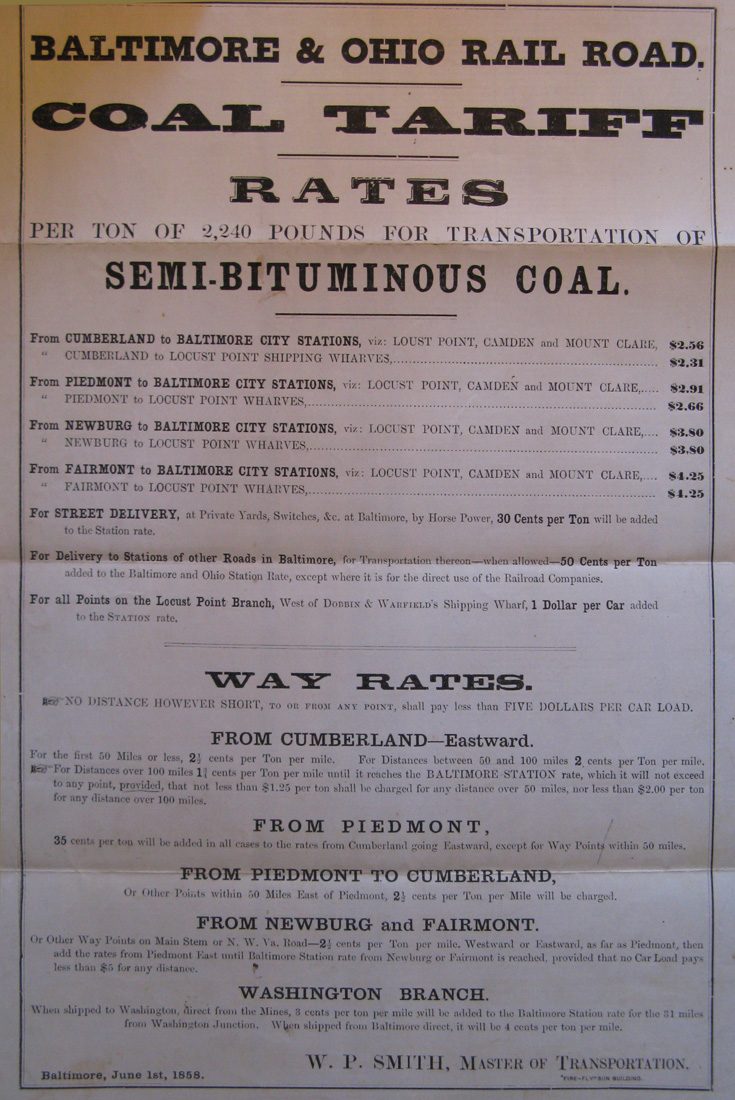 BALTIMORE & OHIO RAIL ROAD.
COAL TARIFF
RATES
PER TON OF 2,240 POUNDS FOR TRANSPORTATION OF
SEMI-BITUMINOUS COAL.
From CUMBERLAND to BALTIMORE CITY STATIONS, viz: LOUST POINT, CAMDEN and MOUNT CLARE, $2.56
" CUMBERLAND to LOCUST POINT SHIPPING WHARVES, $2.31
From PIEDMONT to BALTIMORE CITY STATIONS, viz: LOCUST POINT, CAMDEN and MOUNT CLARE, $2.91
" PIEDMONT to LOCUST POINT WHARVES, $2.66
From NEWBURG to BALTIMORE CITY STATIONS, viz: LOCUST POINT, CAMDEN and MOUNT CLARE, $3.80
" NEWBURG to LOCUST POINT WHARVES, $3.80
From FAIRMONT to BALTIMORE CITY STATIONS, viz: LOCUST POINT, CAMDEN and MOUNT CLARE, $4.25
" FAIRMONT to LOCUST POINT WHARVES, $4.25
For STREET DELIVERY, at Private Yards, Switches, &c. at Baltimore, by Horse Power, 30 Cents per Ton will be added
to the Station rate.
For Delivery to Stations of other Roads in Baltimore, for Transportation thereon—when allowed—50 Cents per Ton
added to the Baltimore and Ohio Station Rate, except where it is for the direct use of the Railroad Companies.
For all Points on the Locust Point Branch, West of DOBBIN & WARFIELD'S Shipping Wharf, 1 Dollar per Car added
to the STATION rate.
WAY RATES.
NO DISTANCE HOWEVER SHORT, TO OR FROM ANY POINT, shall pay less than FIVE DOLLARS PER CAR LOAD.
FROM CUMBERLAND—Eastward.
For the first 50 Miles or less, 2½ cents per Ton per mile. For Distances between 50 and 100 miles 2 cents per Ton per mile.
For Distances over 100 miles 1¾ cents per Ton per mile until it reaches the BALTIMORE STATION rate, which it will not exceed
to any point, provided, that not less than $1.25 per ton shall be charged for any distance over 50 miles, nor less than $2.00 per ton
for any distance over 100 miles.
FROM PIEDMONT,
35 cents per ton will be added in all cases to the rates from Cumberland going Eastward, except for Way Points within 50 miles.
FROM PIEDMONT TO CUMBERLAND,
Or Other Points within 50 Miles East of Piedmont, 2½ cents per Ton per Mile will be charged.
FROM NEWBURG and FAIRMONT.
Or Other Way Points on Main Stem or N. W. Va. Road—2½ cents per Ton per mile. Westward or Eastward, as far as Piedmont, then
add the rates from Piedmont East until Baltimore Station rate from Newburg or Fairmont is reached, provided that no Car Load pays
less than $5 for any distance.
WASHINGTON BRANCH.
When shipped to Washington, direct from the Mines, 3 cents per ton per mile will be added to the Baltimore Station rate for the 31 miles
from Washington Junction. When shipped from Baltimore direct, it will be 4 cents per ton per mile.
W. P. SMITH, MASTER OF TRANSPORTATION.
Baltimore, June 1st, 1858.
"FIRE-FLY" SUN BUILDING.